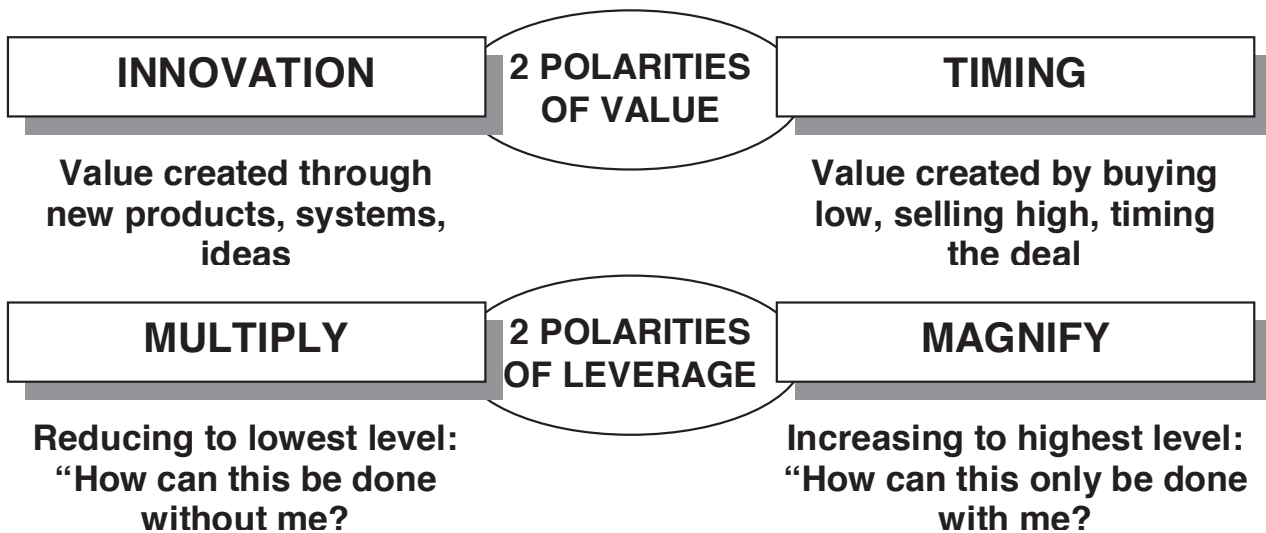 INNOVATION
2 POLARITIES
OF VALUE
TIMING
Value created through
new products, systems,
ideas
Value created by buying
low, selling high, timing
the deal
MULTIPLY
2 POLARITIES
OF LEVERAGE
MAGNIFY
Reducing to lowest level:
“How can this be done
without me?
Increasing to highest level:
“How can this only be done
with me?